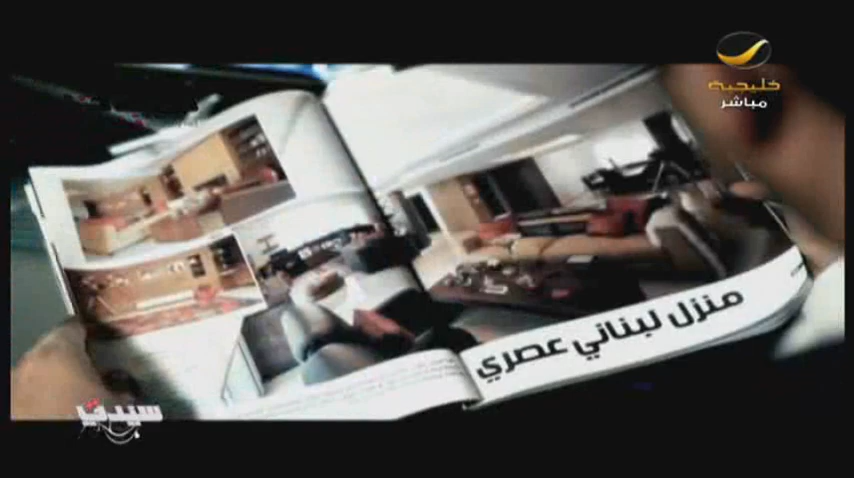 خليجية
مباشر
منزل لبناني عصري
سيدتي